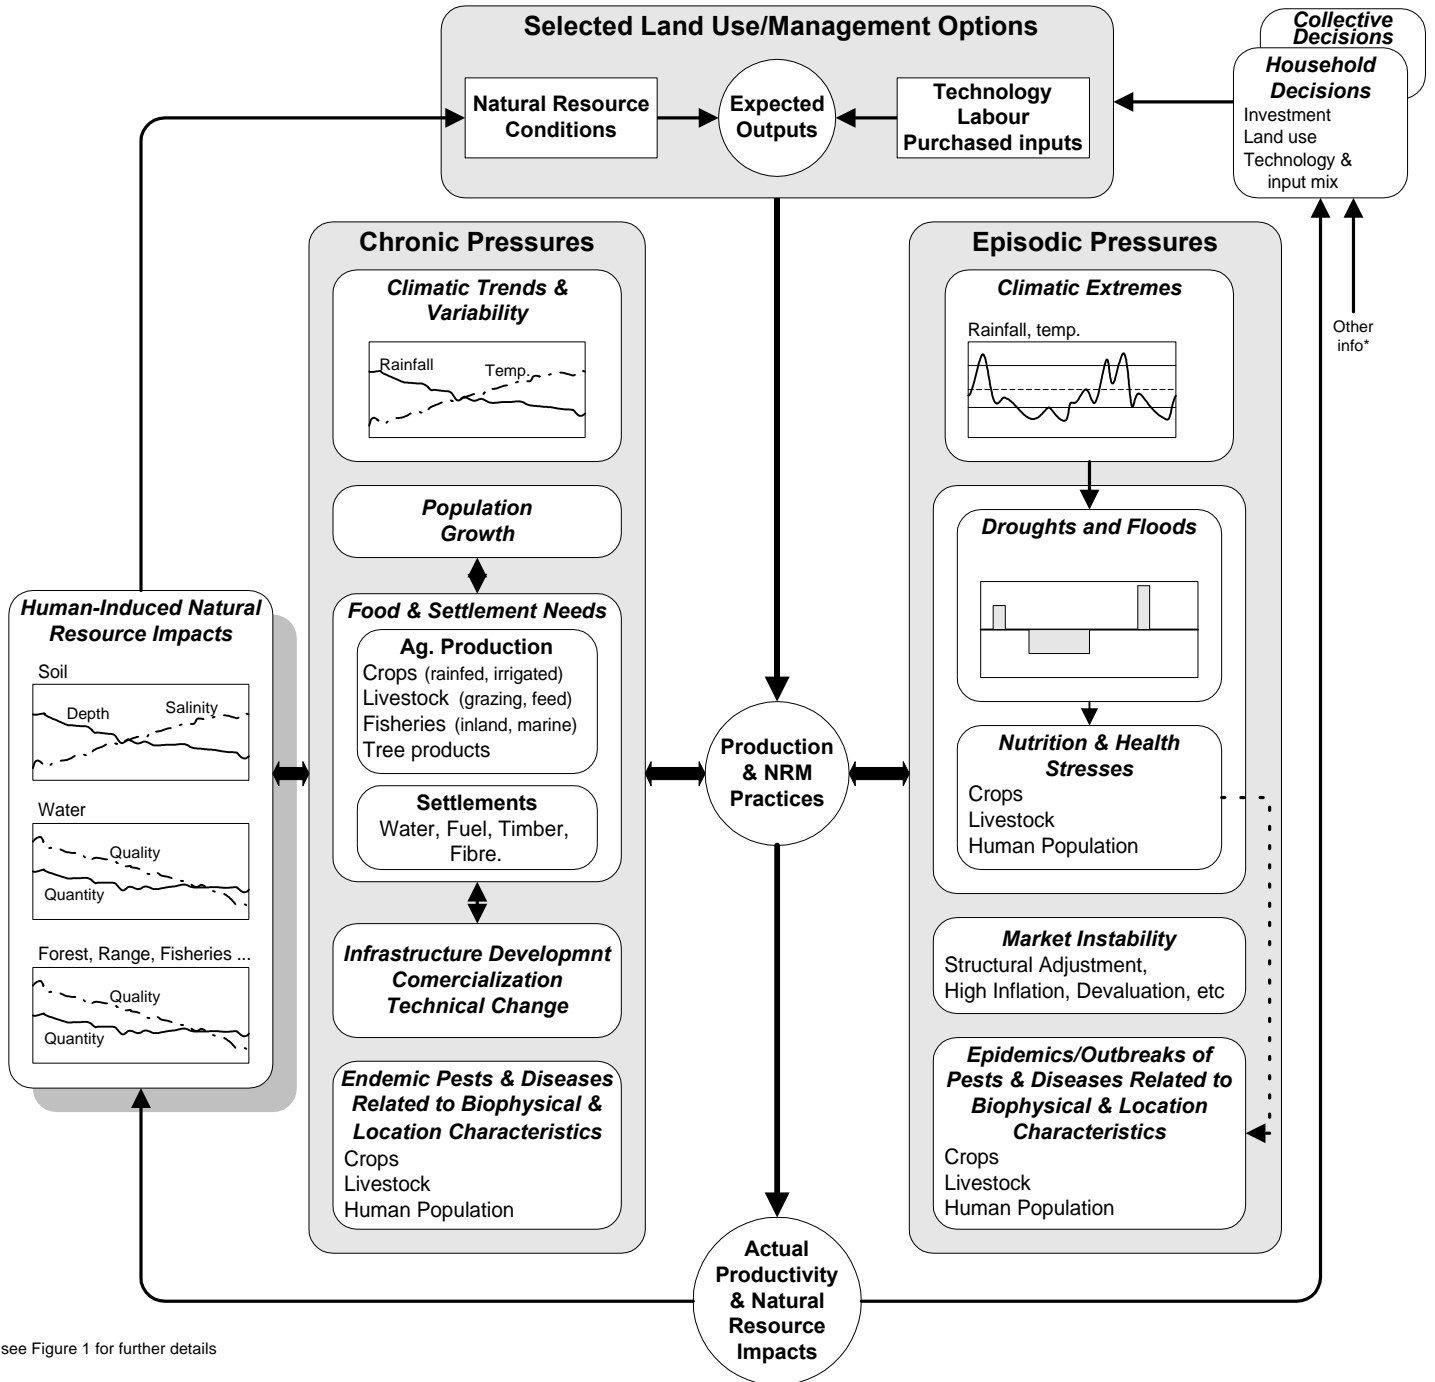 Selected Land Use/Management Options
Natural Resource
Conditions
Expected
Outputs
Technology
Labour
Purchased inputs
Collective
Decisions
Household
Decisions
Investment
Land use
Technology &
input mix
Other
info*
Chronic Pressures
Climatic Trends &
Variability
Rainfall
Temp.
Population
Growth
Food & Settlement Needs
Ag. Production
Crops (rainfed, irrigated)
Livestock (grazing, feed)
Fisheries (inland, marine)
Tree products
Settlements
Water, Fuel, Timber,
Fibre.
Infrastructure Developmnt
Comercialization
Technical Change
Endemic Pests & Diseases
Related to Biophysical &
Location Characteristics
Crops
Livestock
Human Population
Human-Induced Natural
Resource Impacts
Soil
Depth
Salinity
Water
Quality
Quantity
Forest, Range, Fisheries ...
Quality
Quantity
Production
& NRM
Practices
Episodic Pressures
Climatic Extremes
Rainfall, temp.
Droughts and Floods
Nutrition & Health
Stresses
Crops
Livestock
Human Population
Market Instability
Structural Adjustment,
High Inflation, Devaluation, etc
Epidemics/Outbreaks of
Pests & Diseases Related to
Biophysical & Location
Characteristics
Crops
Livestock
Human Population
Actual
Productivity
& Natural
Resource
Impacts
see Figure 1 for further details